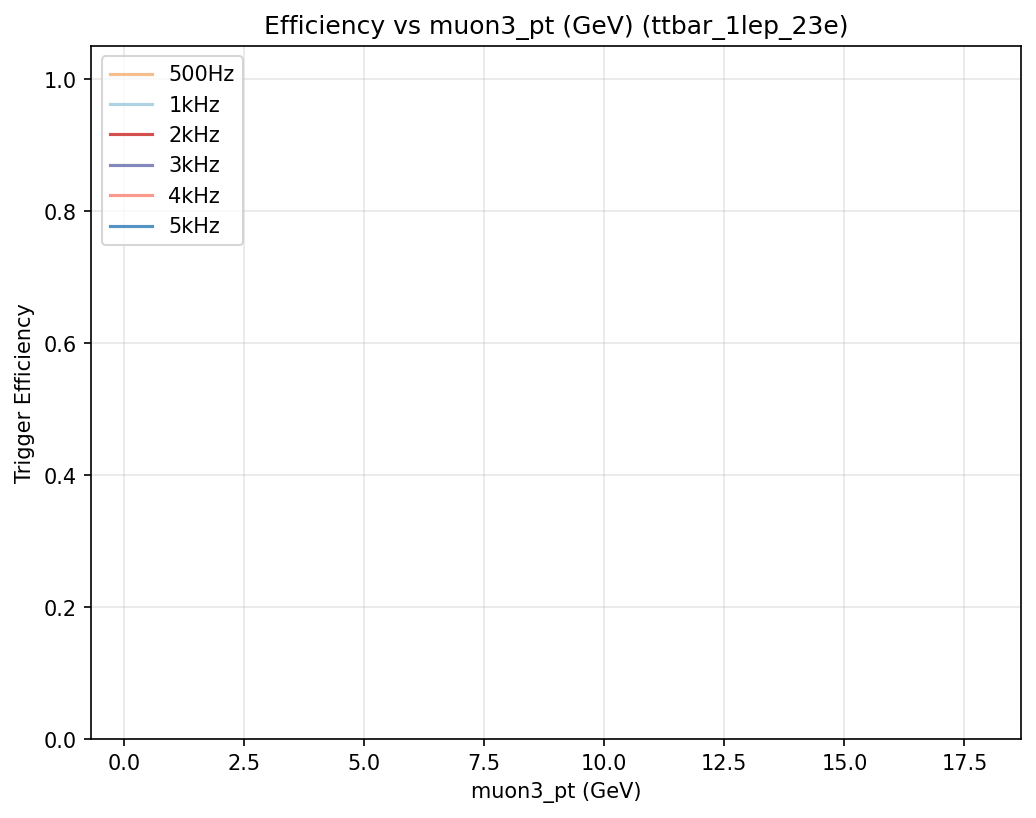 Efficiency vs muon3_pt (GeV) (ttbar_1lep_23e)
500Hz
1kHz
2kHz
3kHz
4kHz
5kHz
Trigger Efficiency
1.0
0.8
0.6
0.4
0.2
0.0
0.0 2.5 5.0 7.5 10.0 12.5 15.0 17.5
muon3_pt (GeV)